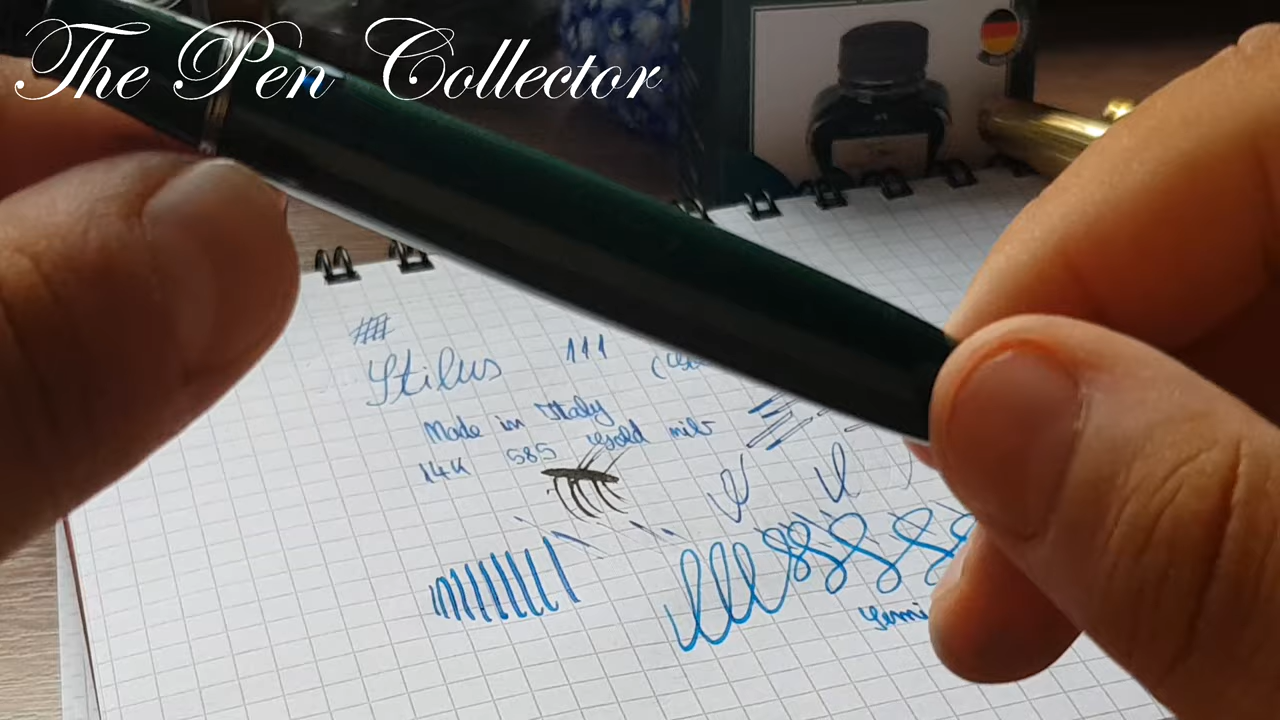 The Pen Collector
Stilus 111
Made in Italy
14K 585 gold nib